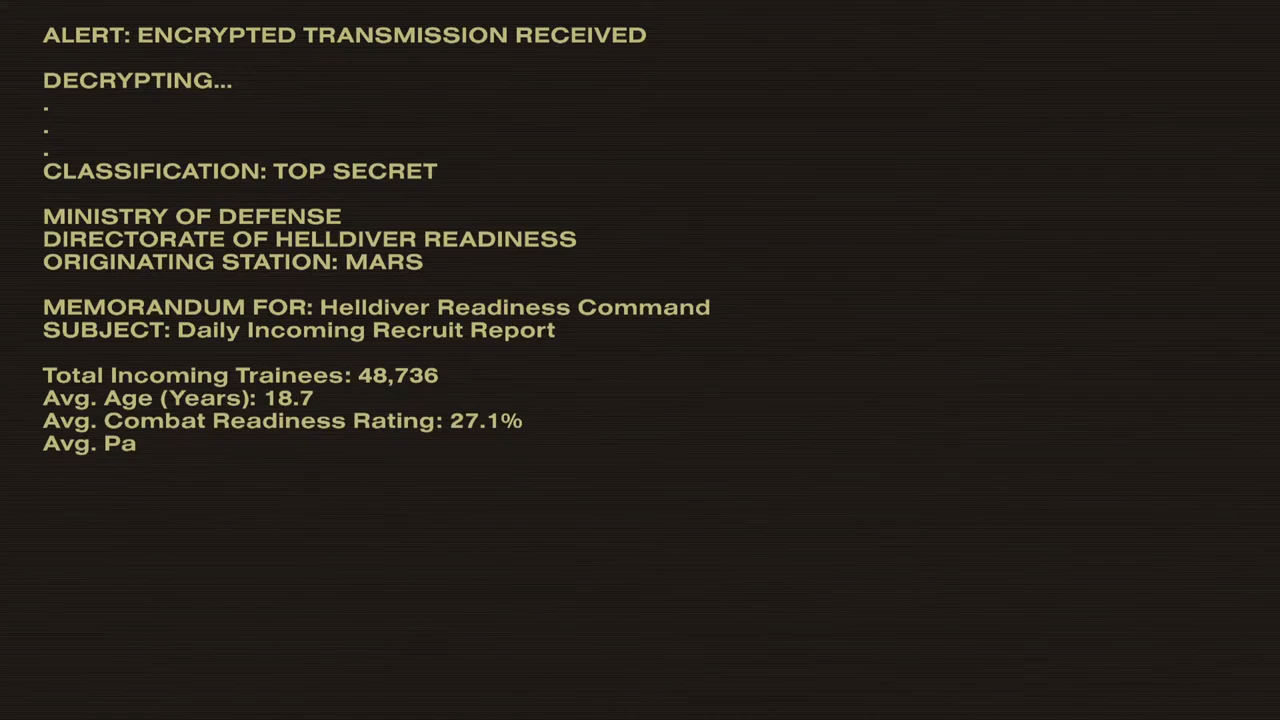 ALERT: ENCRYPTED TRANSMISSION RECEIVED
DECRYPTING...
.
.
.
CLASSIFICATION: TOP SECRET
MINISTRY OF DEFENSE
DIRECTORATE OF HELLDIVER READINESS
ORIGINATING STATION: MARS
MEMORANDUM FOR: Helldiver Readiness Command
SUBJECT: Daily Incoming Recruit Report
Total Incoming Trainees: 48,736
Avg. Age (Years): 18.7
Avg. Combat Readiness Rating: 27.1%
Avg. Pa